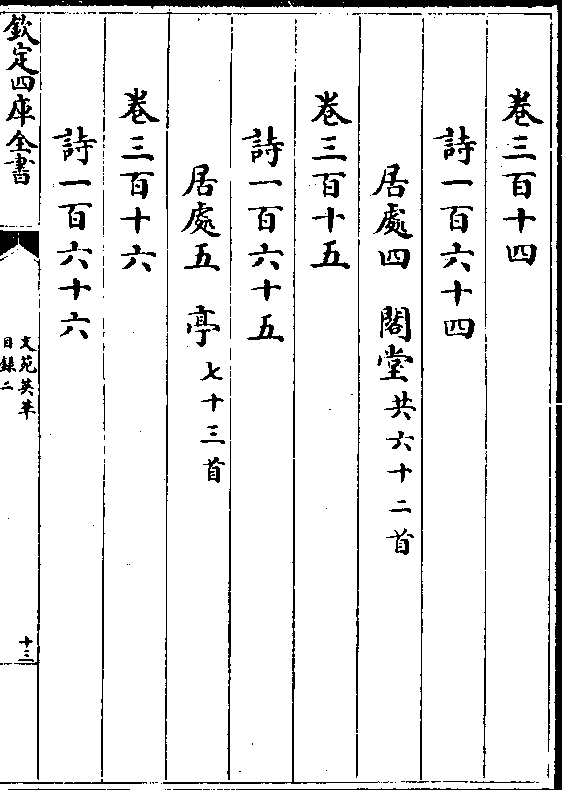 卷三百十四
詩一百六十四
居處四 閣堂共六十二首
卷三百十五
詩一百六十五
居處五 亭七十三首
卷三百十六
詩一百六十六
欽定四庫全書
文苑英華
目錄二
十三